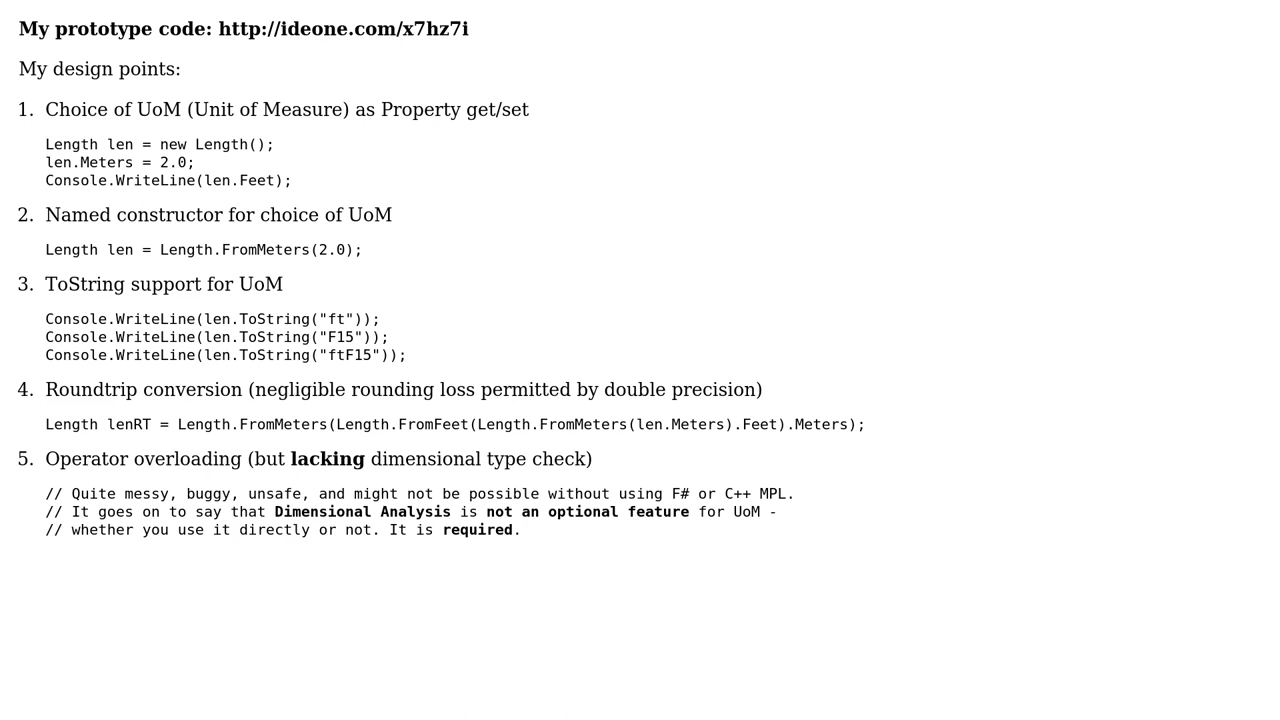 My prototype code: http://ideone.com/x7hz7i
My design points:
1. Choice of UoM (Unit of Measure) as Property get/set
Length len = new Length();
len.Meters = 2.0;
Console.WriteLine(len.Feet);
2. Named constructor for choice of UoM
Length len = Length.FromMeters(2.0);
3. ToString support for UoM
Console.WriteLine(len.ToString("ft"));
Console.WriteLine(len.ToString("F15"));
Console.WriteLine(len.ToString("ftF15"));
4. Roundtrip conversion (negligible rounding loss permitted by double precision)
Length lenRT = Length.FromMeters(Length.FromFeet(Length.FromMeters(len.Meters).Feet).Meters);
5. Operator overloading (but lacking dimensional type check)
// Quite messy, buggy, unsafe, and might not be possible without using F# or C++ MPL.
// It goes on to say that Dimensional Analysis is not an optional feature for UoM -
// whether you use it directly or not. It is required.